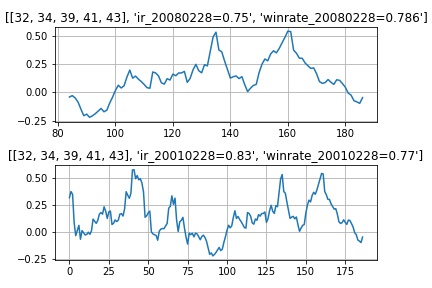 [[32, 34, 39, 41, 43], 'ir_20080228=0.75', 'winrate_20080228=0.786']
0.50
0.25
0.00
−0.25
80 100 120 140 160 180
[[32, 34, 39, 41, 43], 'ir_20010228=0.83', 'winrate_20010228=0.77']
0.50
0.25
0.00
−0.25
0 25 50 75 100 125 150 175